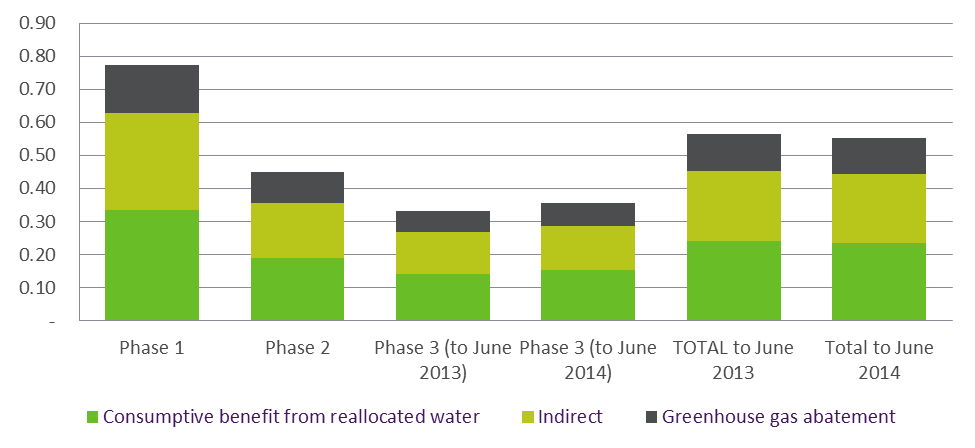 0.90
0.80
0.70
0.60
0.50
0.40
0.30
0.20
0.10
-
Phase 1
Phase 2
Phase 3 (to June
2013)
Phase 3 (to June
2014)
TOTAL to June
2013
Total to June
2014
Consumptive benefit from reallocated water
Indirect
Greenhouse gas abatement